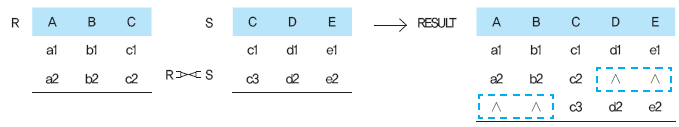 R A B C S C D E RESULT A B C D E
a1 b1 c1 c1 d1 e1 a1 b1 c1 d1 e1
a2 b2 c2 R⟗S c3 d2 e2 a2 b2 c2 ∧ ∧
∧ ∧ c3 d2 e2